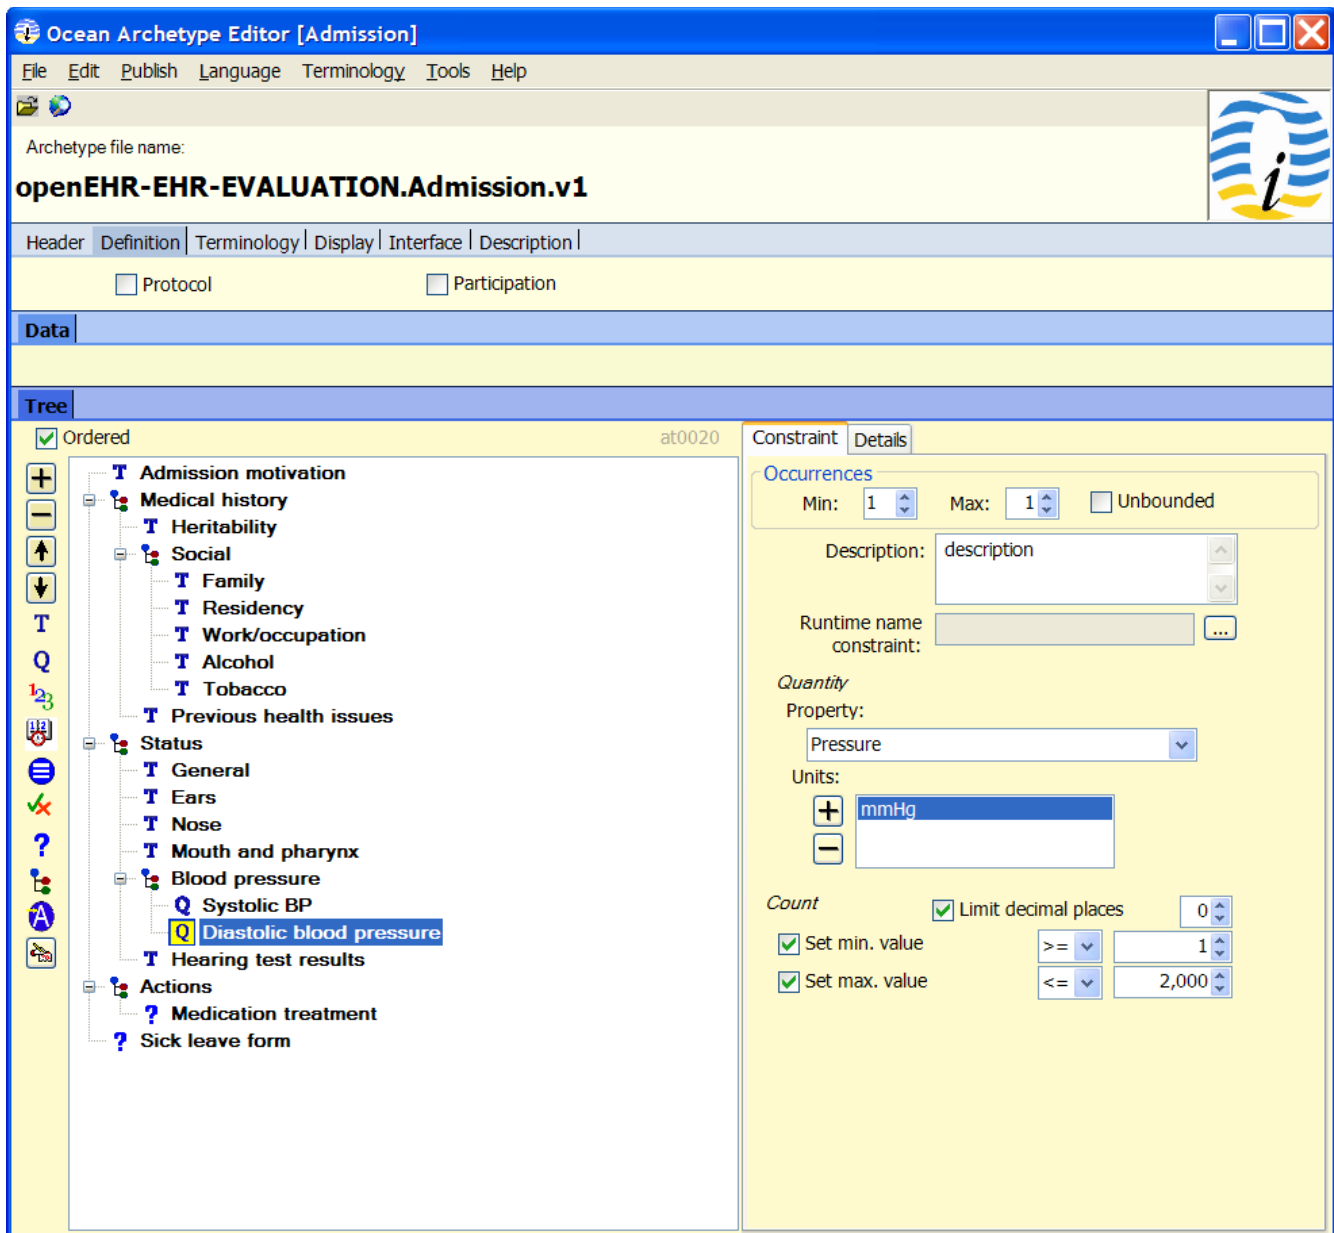 Ocean Archetype Editor [Admission]
File Edit Publish Language Terminology Tools Help
Archetype file name:
openEHR-EHR-EVALUATION.Admission.v1
Header Definition Terminology Display Interface Description
Protocol Participation
Data
Tree
Ordered at0020
T Admission motivation
Medical history
T Heritability
Social
T Family
T Residency
T Work/occupation
T Alcohol
T Tobacco
T Previous health issues
Status
T General
T Ears
T Nose
T Mouth and pharynx
Blood pressure
Q Systolic BP
Q Diastolic blood pressure
T Hearing test results
Actions
? Medication treatment
? Sick leave form
T
Q
123
?
A
Constraint Details
Occurrences
Min: 1 Max: 1 Unbounded
Description: description
Runtime name
constraint: ...
Quantity
Property:
Pressure
Units:
mmHg
Count Limit decimal places 0
Set min. value >= 1
Set max. value <= 2,000